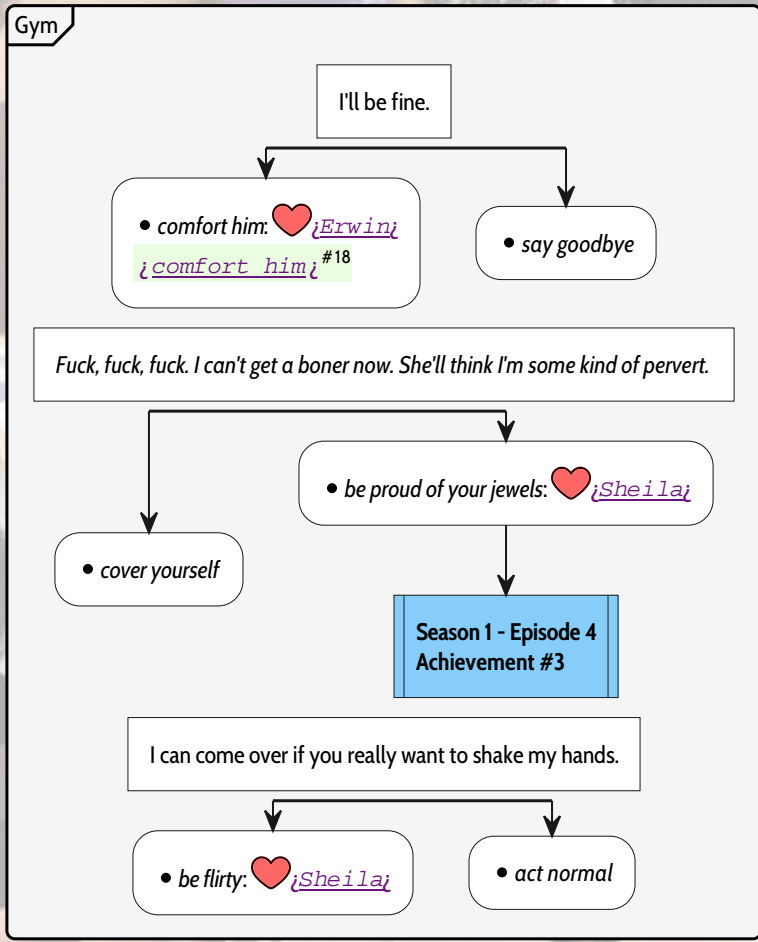 Gym
I'll be fine.
• comfort him: ¿Erwin¿
¿comfort him¿#18
• say goodbye
Fuck, fuck, fuck. I can't get a boner now. She'll think I'm some kind of pervert.
• be proud of your jewels: ¿Sheila¿
• cover yourself
Season 1 - Episode 4
Achievement #3
I can come over if you really want to shake my hands.
• be flirty: ¿Sheila¿
• act normal